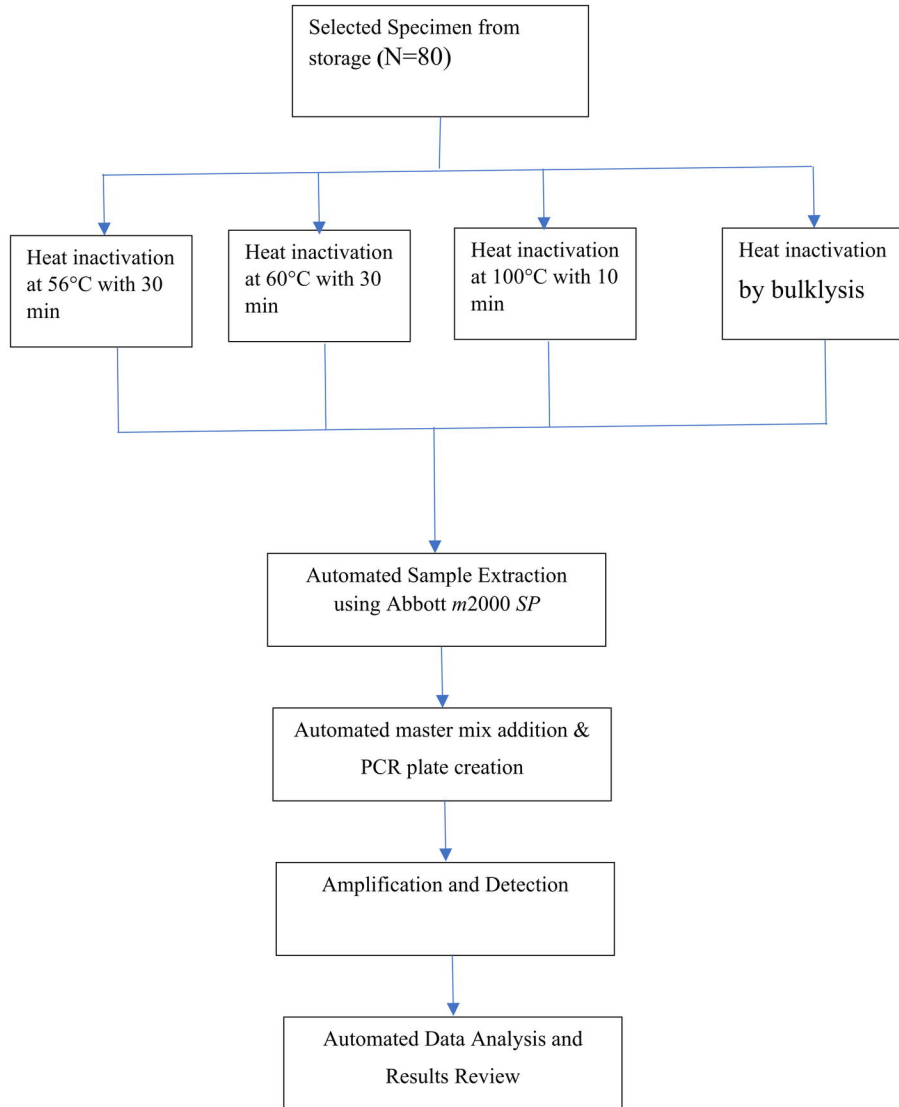 Selected Specimen from
storage (N=80)
Heat inactivation
at 56°C with 30
min
Heat inactivation
at 60°C with 30
min
Heat inactivation
at 100°C with 10
min
Heat inactivation
by bulklysis
Automated Sample Extraction
using Abbott m2000 SP
Automated master mix addition &
PCR plate creation
Amplification and Detection
Automated Data Analysis and
Results Review